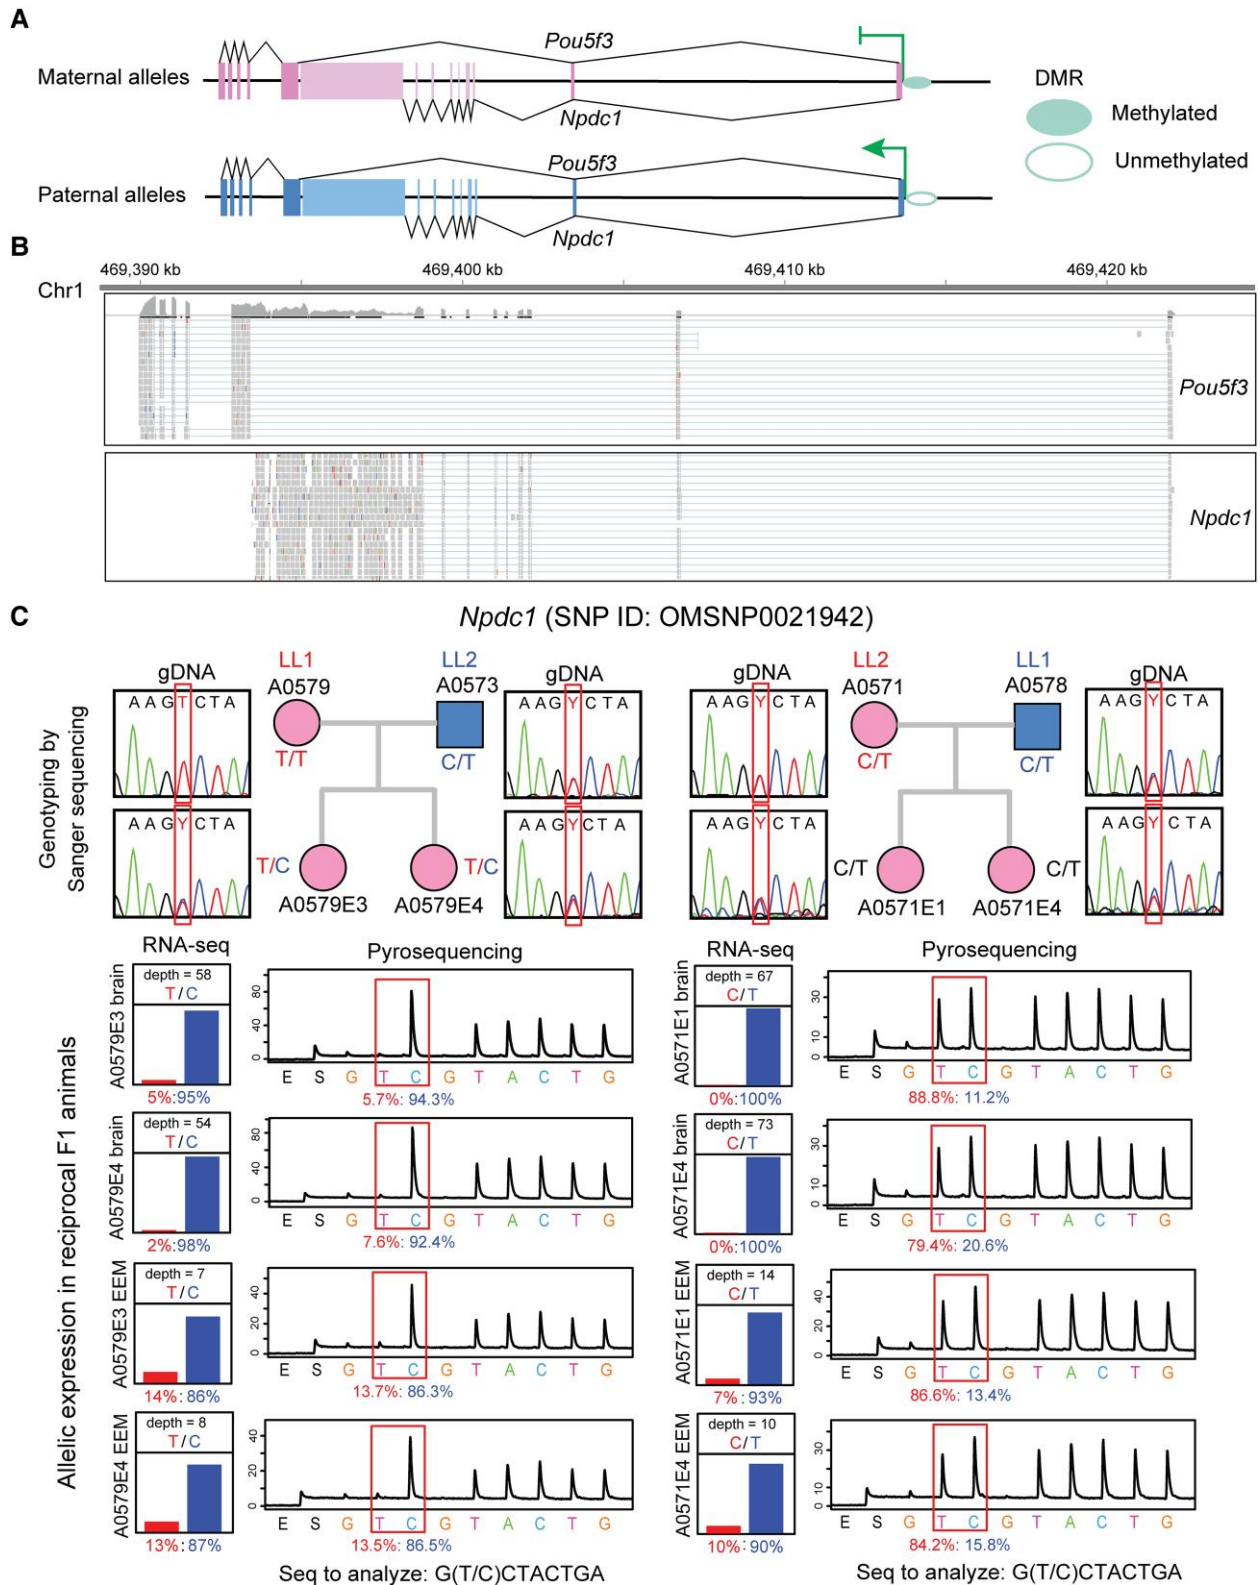 A
Pou5f3
Maternal alleles
Npdc1
DMR
Methylated
Unmethylated
Pou5f3
Paternal alleles
Npdc1
B
469,390 kb 469,400 kb 469,410 kb 469,420 kb
Chr1
Pou5f3
Npdc1
C
Npdc1 (SNP ID: OMSNP0021942)
Genotyping by
Sanger sequencing
gDNA
A A G T C T A
LL1
A0579
T/T
LL2
A0573
C/T
gDNA
A A G Y C T A
A A G Y C T A
T/C
A0579E3
A0579E4
T/C
A A G Y C T A
gDNA
A A G Y C T A
LL2
A0571
C/T
LL1
A0578
C/T
gDNA
A A G Y C T A
A A G Y C T A
C/T
A0571E1
A0571E4
C/T
A A G Y C T A
Allelic expression in reciprocal F1 animals
RNA-seq
Pyrosequencing
A0579E3 brain
depth = 58
T/C
5%:95%
80
40
0
E S G T C G T A C T G
5.7%: 94.3%
A0579E4 brain
depth = 54
T/C
2%:98%
80
40
0
E S G T C G T A C T G
7.6%: 92.4%
A0579E3 EEM
depth = 7
T/C
14%: 86%
40
20
0
E S G T C G T A C T G
13.7%: 86.3%
A0579E4 EEM
depth = 8
T/C
13%: 87%
40
20
0
E S G T C G T A C T G
13.5%: 86.5%
Seq to analyze: G(T/C)CTACTGA
RNA-seq
Pyrosequencing
A0571E1 brain
depth = 67
C/T
0%:100%
30
10
0
E S G T C G T A C T G
88.8%: 11.2%
A0571E4 brain
depth = 73
C/T
0%:100%
30
10
0
E S G T C G T A C T G
79.4%: 20.6%
A0571E1 EEM
depth = 14
C/T
7%: 93%
40
20
0
E S G T C G T A C T G
86.6%: 13.4%
A0571E4 EEM
depth = 10
C/T
10%: 90%
30
10
0
E S G T C G T A C T G
84.2%: 15.8%
Seq to analyze: G(T/C)CTACTGA